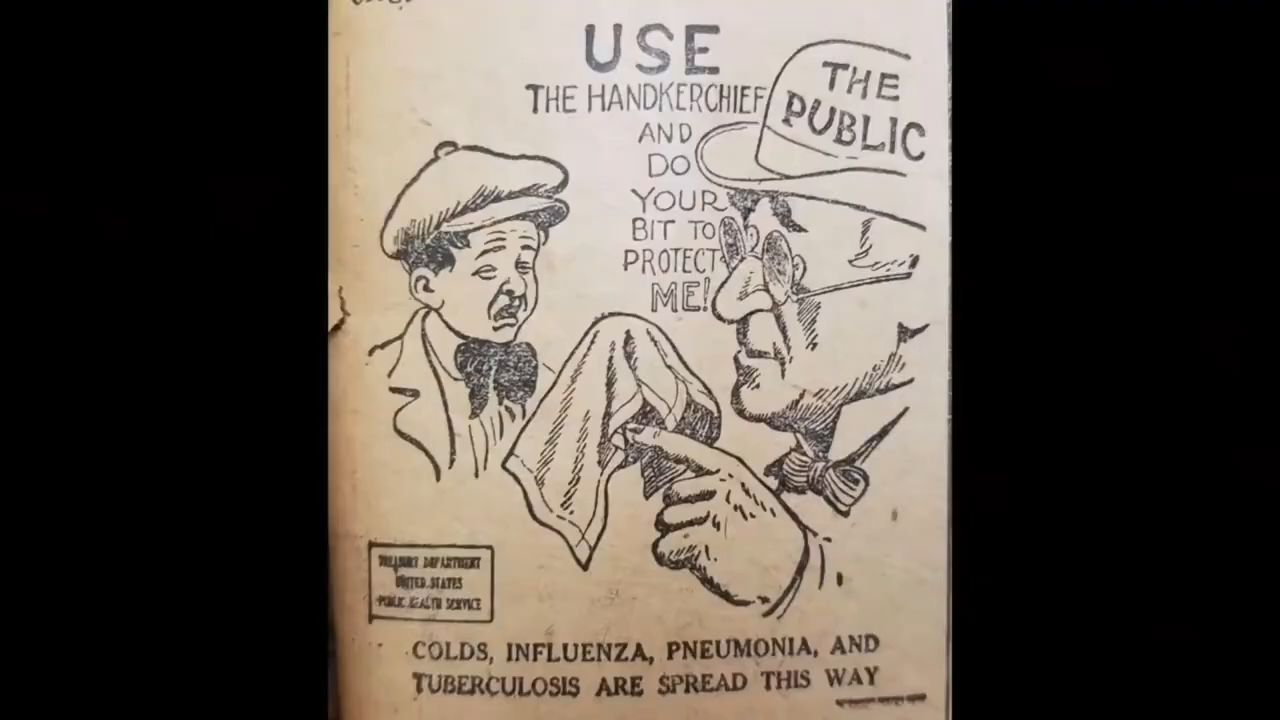 USE
THE HANDKERCHIEF
AND
DO
YOUR
BIT TO
PROTECT
ME!
THE
PUBLIC
TREASURY DEPARTMENT
UNITED STATES
PUBLIC HEALTH SERVICE
COLDS, INFLUENZA, PNEUMONIA, AND
TUBERCULOSIS ARE SPREAD THIS WAY